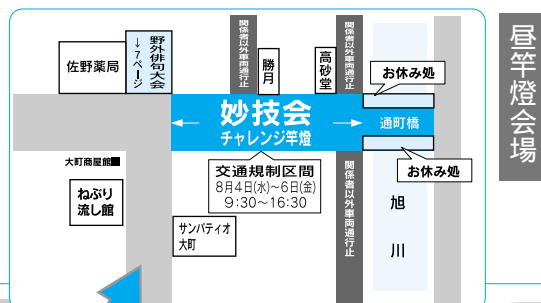 昼竿燈会場
野外俳句大会
↓7ページ
佐野薬局
関係者以外車両通行止
勝月
高砂堂
関係者以外車両通行止
お休み処
妙技会
チャレンジ竿燈
通町橋
お休み処
大町商屋館■
交通規制区間
8月4日(水)～6日(金)
9:30～16:30
ねぶり
流し館
サンパティオ
大町
関係者以外車両通行止
旭川